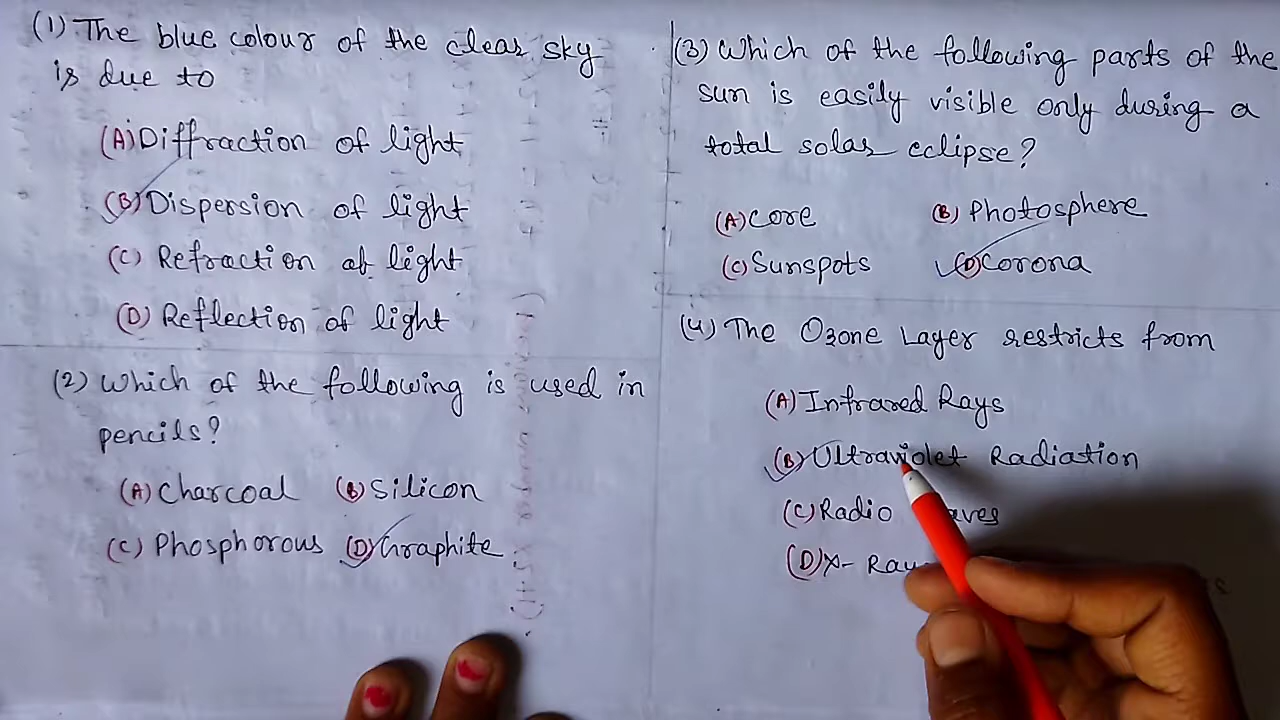 (1) The blue colour of the clear sky
is due to
(A) Diffraction of light
(B) Dispersion of light
(C) Refraction of light
(D) Reflection of light
(2) Which of the following is used in
pencils?
(A) Charcoal (B) Silicon
(C) Phosphorous (D) Graphite
(3) Which of the following parts of the
sun is easily visible only during a
total solar eclipse?
(A) Core (B) Photosphere
(C) Sunspots (D) Corona
(4) The Ozone Layer restricts from
(A) Infrared Rays
(B) Ultraviolet Radiation
(C) Radio
(D) X-